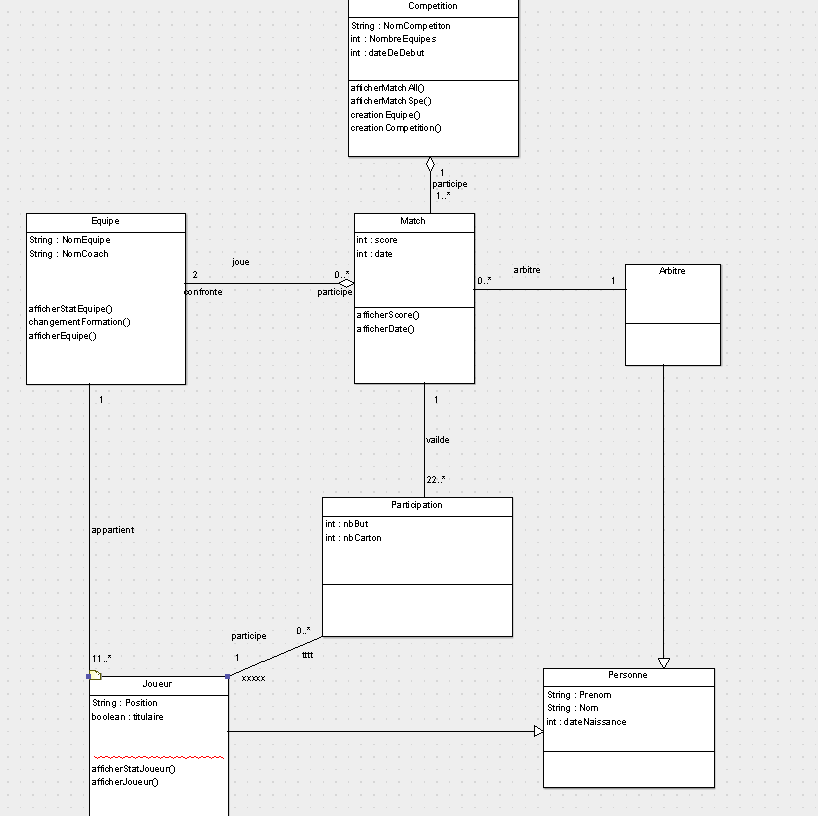 Competition
String : NomCompetiton
int : NombreEquipes
int : dateDeDebut
afficherMatchAll()
afficherMatchSpe()
creationEquipe()
creationCompetition()
1
participe
1..*
Equipe
String : NomEquipe
String : NomCoach
afficherStatEquipe()
changementFormation()
afficherEquipe()
joue
2
0..*
confronte
participe
Match
int : score
int : date
afficherScore()
afficherDate()
arbitre
0..*
1
Arbitre
1
appartient
11..*
1
vailde
22..*
Participation
int : nbBut
int : nbCarton
participe
0..*
1
tttt
xxxxx
Joueur
String : Position
boolean : titulaire
afficherStatJoueur()
afficherJoueur()
Personne
String : Prenom
String : Nom
int : dateNaissance